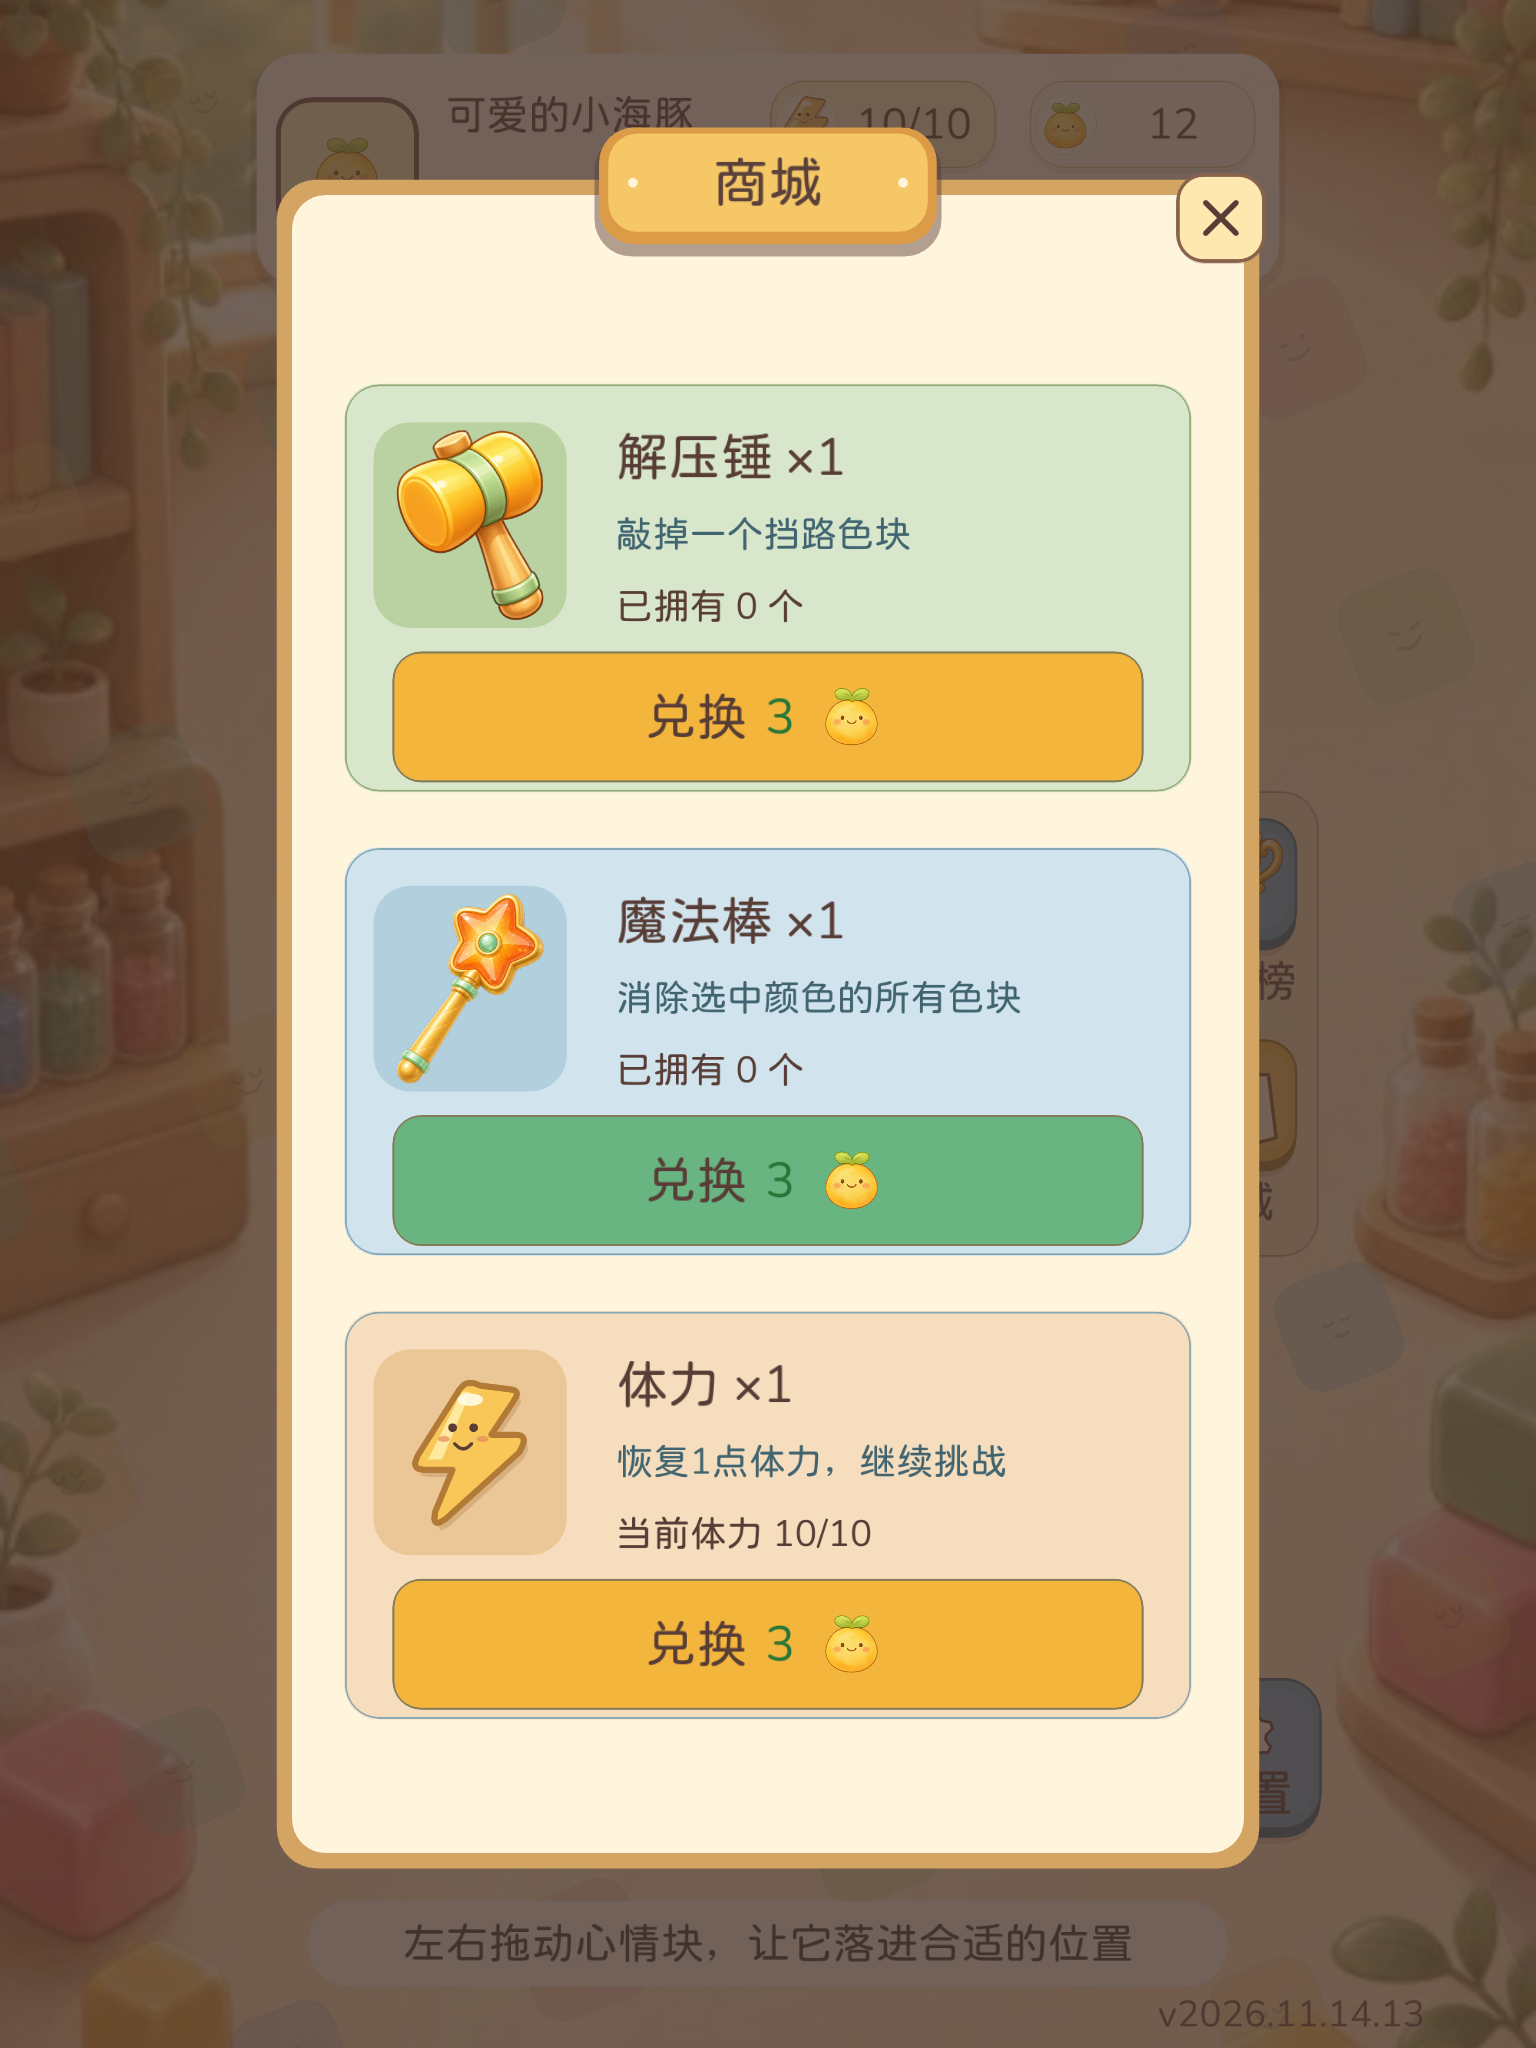 可爱的小海豚
10/10
12
商城
解压锤 ×1
敲掉一个挡路色块
已拥有 0 个
兑换 3
魔法棒 ×1
消除选中颜色的所有色块
已拥有 0 个
兑换 3
榜
体力 ×1
恢复1点体力，继续挑战
当前体力 10/10
兑换 3
置
左右拖动心情块，让它落进合适的位置
v2026.11.14.13